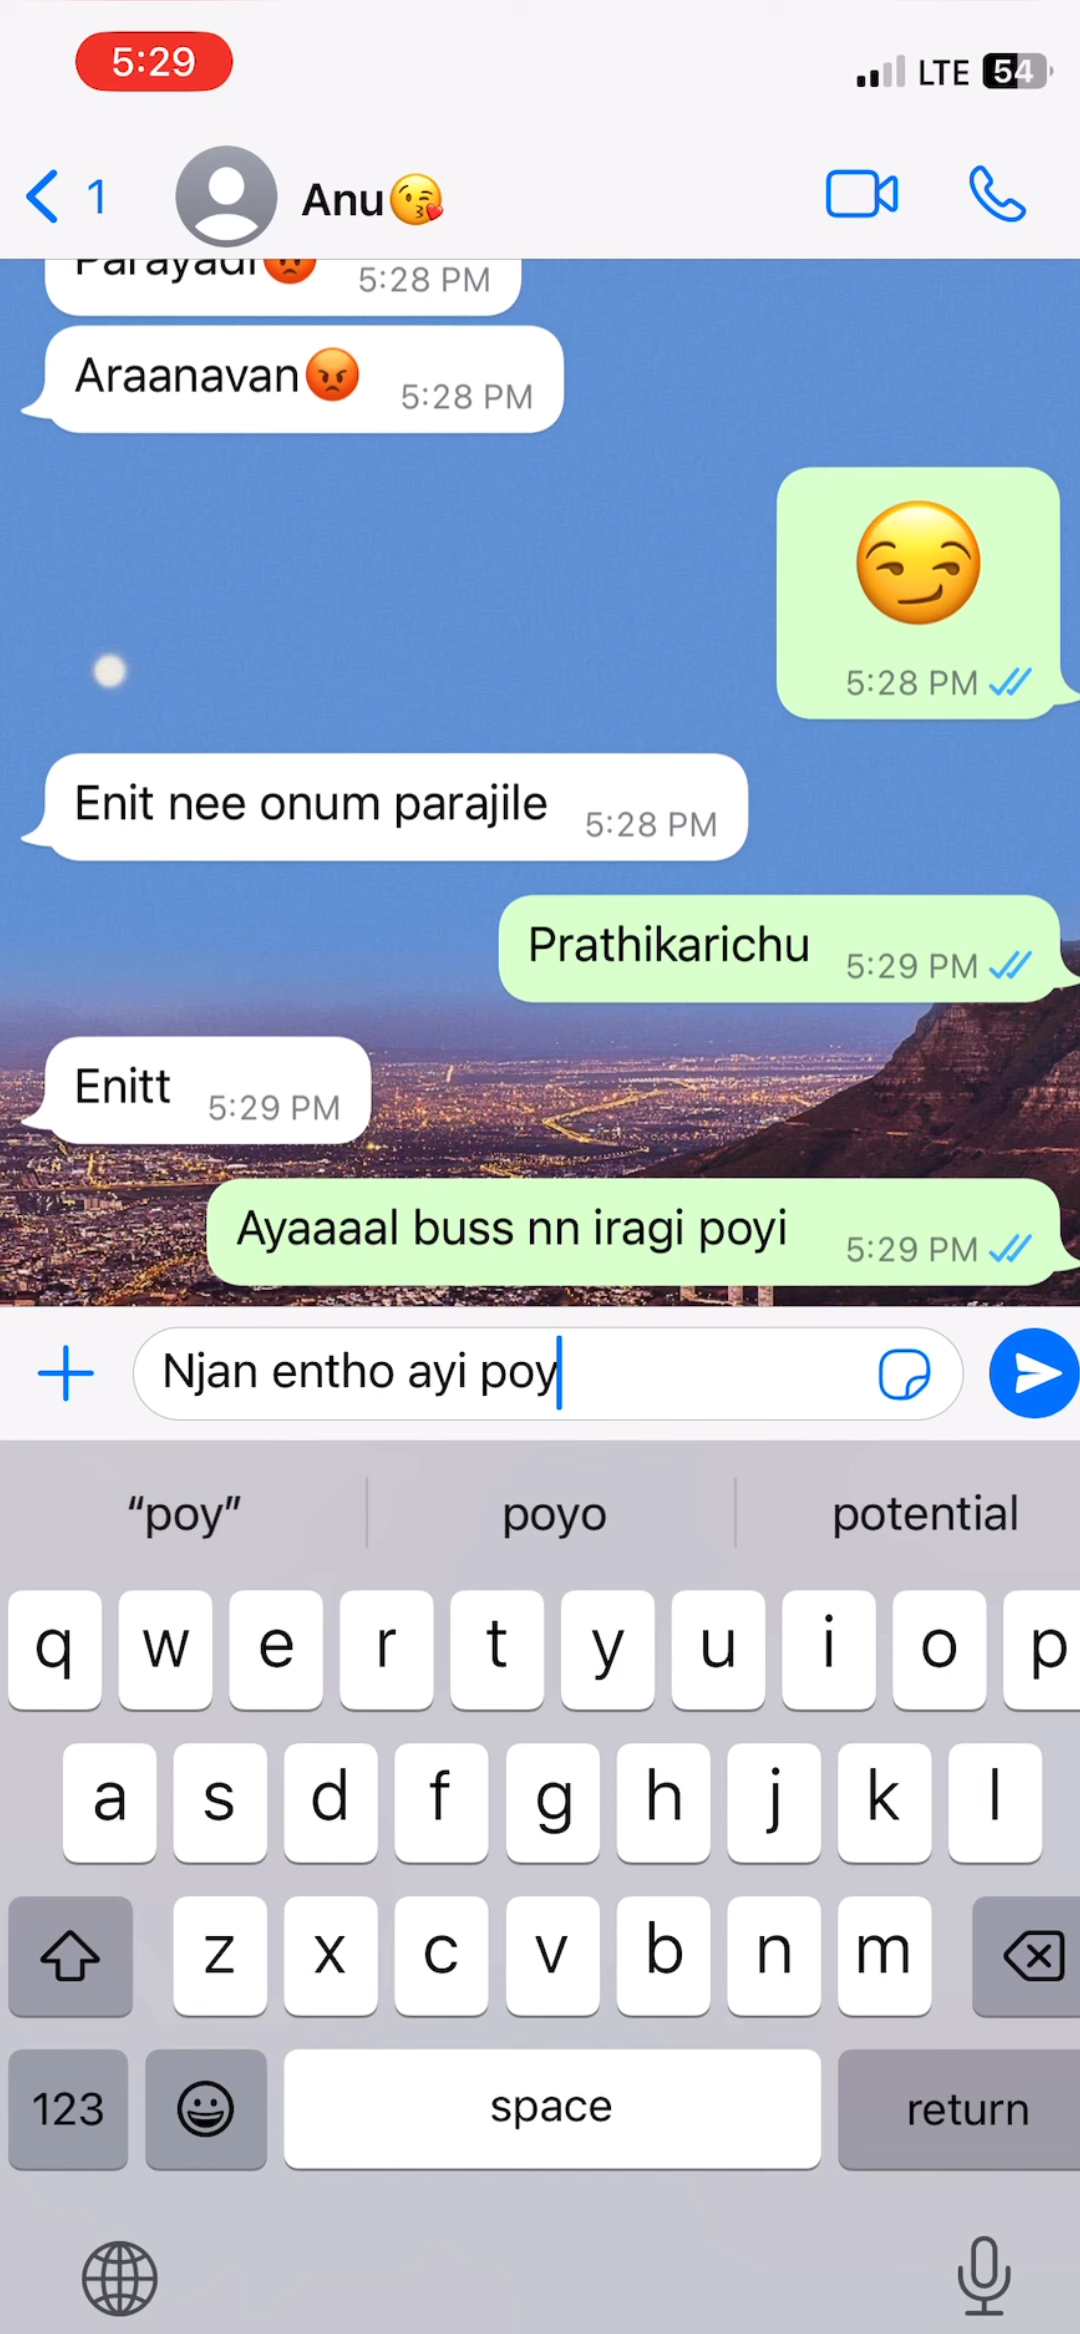 5:29
LTE 54
1 Anu😘
Parayadi😡 5:28 PM
Araanavan😡 5:28 PM
😏
5:28 PM
Enit nee onum parajile 5:28 PM
Prathikarichu 5:29 PM
Enitt 5:29 PM
Ayaaaal buss nn iragi poyi 5:29 PM
Njan entho ayi poy
“poy” poyo potential
q w e r t y u i o p
a s d f g h j k l
z x c v b n m
123 space return